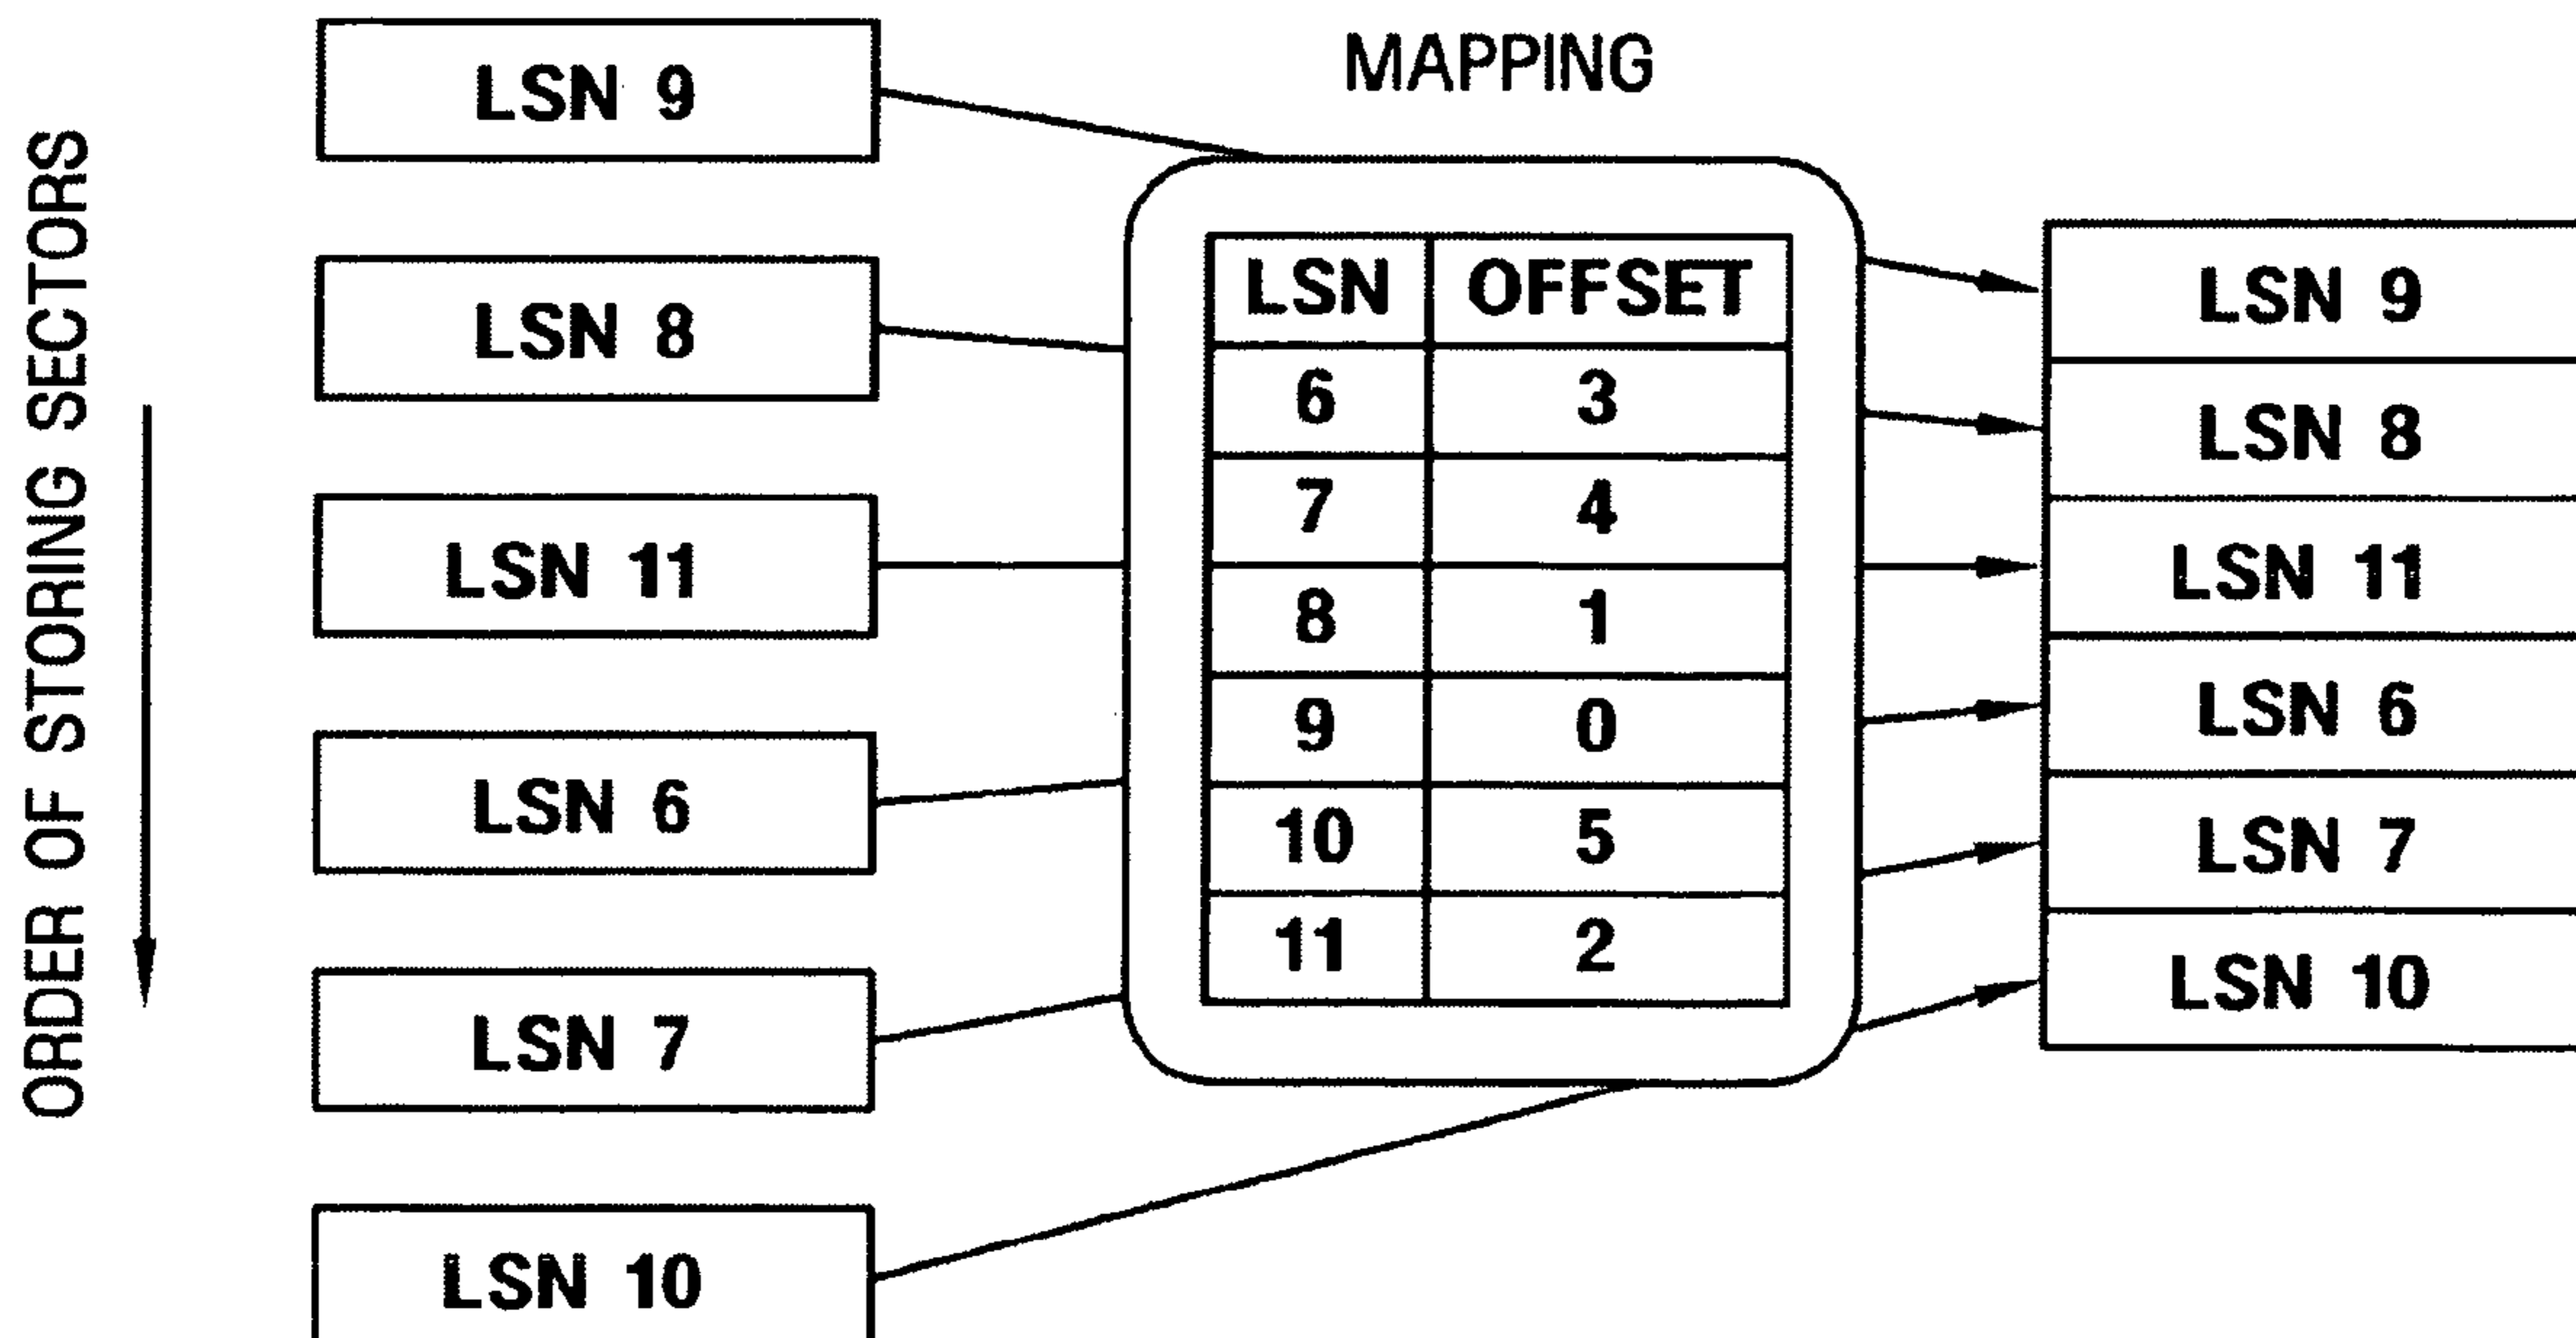 ORDER OF STORING SECTORS
LSN 9
LSN 8
LSN 11
LSN 6
LSN 7
LSN 10
MAPPING
LSN OFFSET
6 3
7 4
8 1
9 0
10 5
11 2
LSN 9
LSN 8
LSN 11
LSN 6
LSN 7
LSN 10